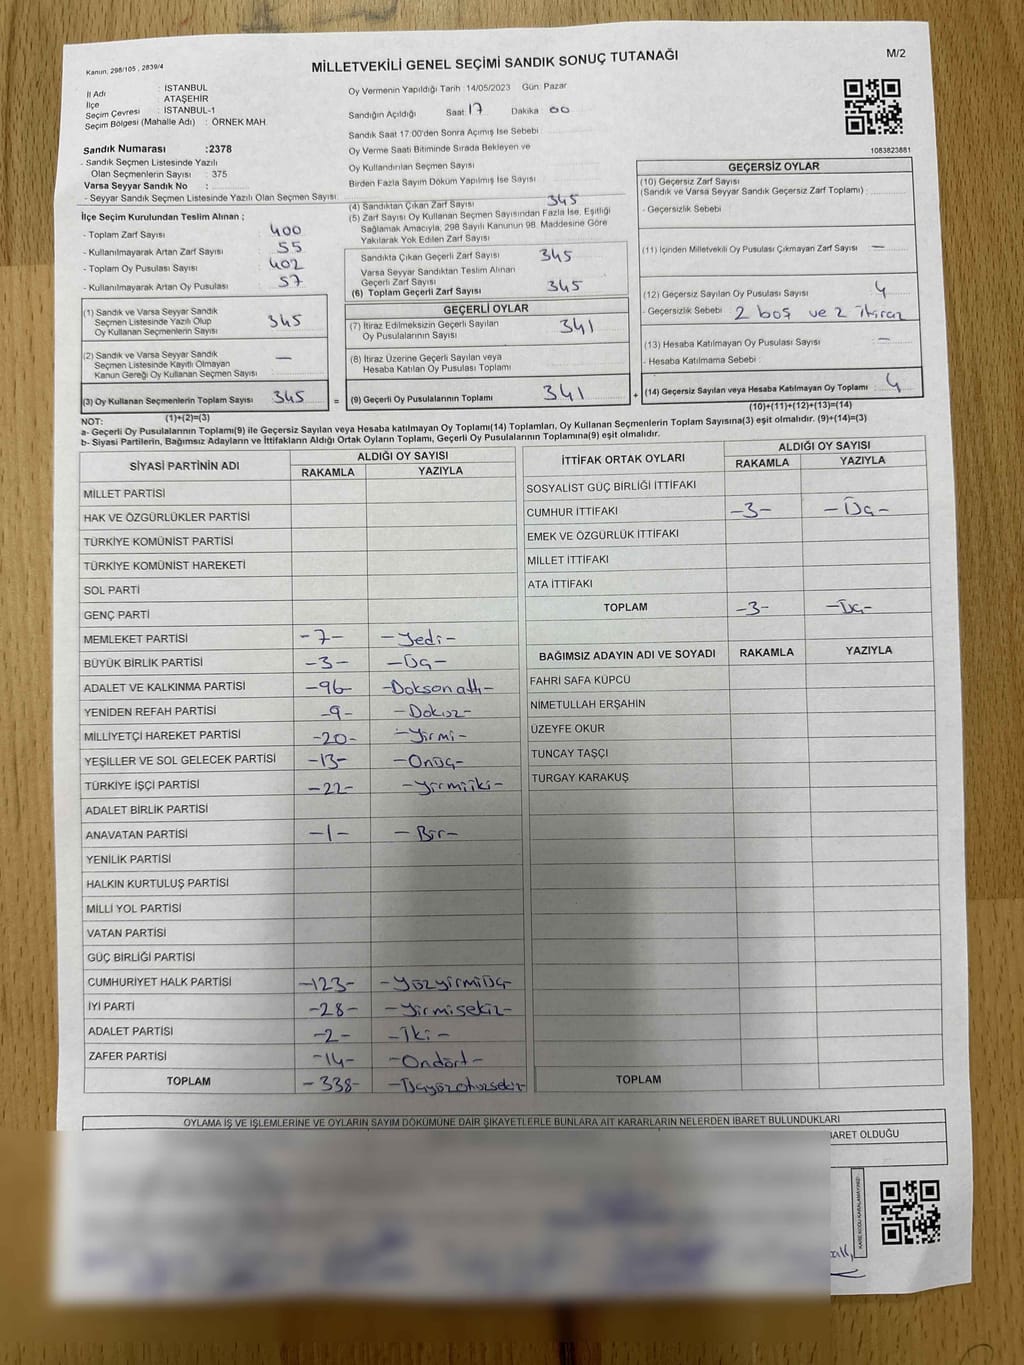 Kanun, 298/105 , 2839/4
MİLLETVEKİLİ GENEL SEÇİMİ SANDIK SONUÇ TUTANAĞI
M/2
İl Adı : İSTANBUL
İlçe : ATAŞEHİR
Seçim Çevresi : İSTANBUL-1
Seçim Bölgesi (Mahalle Adı) : ÖRNEK MAH.
Oy Vermenin Yapıldığı Tarih :14/05/2023 Gün: Pazar
Sandığın Açıldığı Saat 17 Dakika 00
Sandık Saat 17:00'den Sonra Açımış İse Sebebi
Oy Verme Saati Bitiminde Sırada Bekleyen ve
Oy Kullandırılan Seçmen Sayısı
Birden Fazla Sayım Döküm Yapılmış İse Sayısı
1083823881
Sandık Numarası :2378
- Sandık Seçmen Listesinde Yazılı
Olan Seçmenlerin Sayısı : 375
Varsa Seyyar Sandık No :
- Seyyar Sandık Seçmen Listesinde Yazılı Olan Seçmen Sayısı:
İlçe Seçim Kurulundan Teslim Alınan ;
- Toplam Zarf Sayısı : 400
- Kullanılmayarak Artan Zarf Sayısı : 55
- Toplam Oy Pusulası Sayısı : 402
- Kullanılmayarak Artan Oy Pusulası : 57
(1) Sandık ve Varsa Seyyar Sandık
Seçmen Listesinde Yazılı Olup
Oy Kullanan Seçmenlerin Sayısı : 345
(2) Sandık ve Varsa Seyyar Sandık
Seçmen Listesinde Kayıtlı Olmayan
Kanun Gereği Oy Kullanan Seçmen Sayısı : —
(3) Oy Kullanan Seçmenlerin Toplam Sayısı : 345
(1)+(2)=(3)
(4) Sandıktan Çıkan Zarf Sayısı 345
(5) Zarf Sayısı Oy Kullanan Seçmen Sayısından Fazla İse, Eşitliği
Sağlamak Amacıyla, 298 Sayılı Kanunun 98. Maddesine Göre
Yakılarak Yok Edilen Zarf Sayısı
Sandıkta Çıkan Geçerli Zarf Sayısı 345
Varsa Seyyar Sandıktan Teslim Alınan
Geçerli Zarf Sayısı
(6) Toplam Geçerli Zarf Sayısı 345
GEÇERLİ OYLAR
(7) İtiraz Edilmeksizin Geçerli Sayılan
Oy Pusulalarının Sayısı 341
(8) İtiraz Üzerine Geçerli Sayılan veya
Hesaba Katılan Oy Pusulası Toplamı
= (9) Geçerli Oy Pusulalarının Toplamı 341
GEÇERSİZ OYLAR
(10) Geçersiz Zarf Sayısı
(Sandık ve Varsa Seyyar Sandık Geçersiz Zarf Toplamı) :
- Geçersizlik Sebebi :
(11) İçinden Milletvekili Oy Pusulası Çıkmayan Zarf Sayısı —
(12) Geçersiz Sayılan Oy Pusulası Sayısı 4
- Geçersizlik Sebebi : 2 boş ve 2 itiraz
(13) Hesaba Katılmayan Oy Pusulası Sayısı —
- Hesaba Katılmama Sebebi :
+ (14) Geçersiz Sayılan veya Hesaba Katılmayan Oy Toplamı : 4
(10)+(11)+(12)+(13)=(14)
NOT:
a- Geçerli Oy Pusulalarının Toplamı(9) ile Geçersiz Sayılan veya Hesaba katılmayan Oy Toplamı(14) Toplamları, Oy Kullanan Seçmenlerin Toplam Sayısına(3) eşit olmalıdır. (9)+(14)=(3)
b- Siyasi Partilerin, Bağımsız Adayların ve İttifakların Aldığı Ortak Oyların Toplamı, Geçerli Oy Pusulalarının Toplamına(9) eşit olmalıdır.
SİYASİ PARTİNİN ADI
ALDIĞI OY SAYISI
RAKAMLA YAZIYLA
MİLLET PARTİSİ
HAK VE ÖZGÜRLÜKLER PARTİSİ
TÜRKİYE KOMÜNİST PARTİSİ
TÜRKİYE KOMÜNİST HAREKETİ
SOL PARTİ
GENÇ PARTİ
MEMLEKET PARTİSİ -7- -Yedi-
BÜYÜK BİRLİK PARTİSİ -3- -Üç-
ADALET VE KALKINMA PARTİSİ -96- -Doksanaltı-
YENİDEN REFAH PARTİSİ -9- -Dokuz-
MİLLİYETÇİ HAREKET PARTİSİ -20- -Yirmi-
YEŞİLLER VE SOL GELECEK PARTİSİ -13- -Onüç-
TÜRKİYE İŞÇİ PARTİSİ -22- -Yirmiiki-
ADALET BİRLİK PARTİSİ
ANAVATAN PARTİSİ -1- -Bir-
YENİLİK PARTİSİ
HALKIN KURTULUŞ PARTİSİ
MİLLİ YOL PARTİSİ
VATAN PARTİSİ
GÜÇ BİRLİĞİ PARTİSİ
CUMHURİYET HALK PARTİSİ -123- -Yüzyirmiüç-
İYİ PARTİ -28- -Yirmisekiz-
ADALET PARTİSİ -2- -İki-
ZAFER PARTİSİ -14- -Ondört-
TOPLAM -338- -Üçyüzotuzsekiz-
İTTİFAK ORTAK OYLARI
ALDIĞI OY SAYISI
RAKAMLA YAZIYLA
SOSYALİST GÜÇ BİRLİĞİ İTTİFAKI
CUMHUR İTTİFAKI -3- -Üç-
EMEK VE ÖZGÜRLÜK İTTİFAKI
MİLLET İTTİFAKI
ATA İTTİFAKI
TOPLAM -3- -Üç-
BAĞIMSIZ ADAYIN ADI VE SOYADI RAKAMLA YAZIYLA
FAHRİ SAFA KÜPCÜ
NİMETULLAH ERŞAHİN
ÜZEYFE OKUR
TUNCAY TAŞÇI
TURGAY KARAKUŞ
TOPLAM
OYLAMA İŞ VE İŞLEMLERİNE VE OYLARIN SAYIM DÖKÜMÜNE DAİR ŞİKAYETLERLE BUNLARA AİT KARARLARIN NELERDEN İBARET BULUNDUKLARI
BARET OLDUĞU
KARE KODU KARALAMAYINIZ!